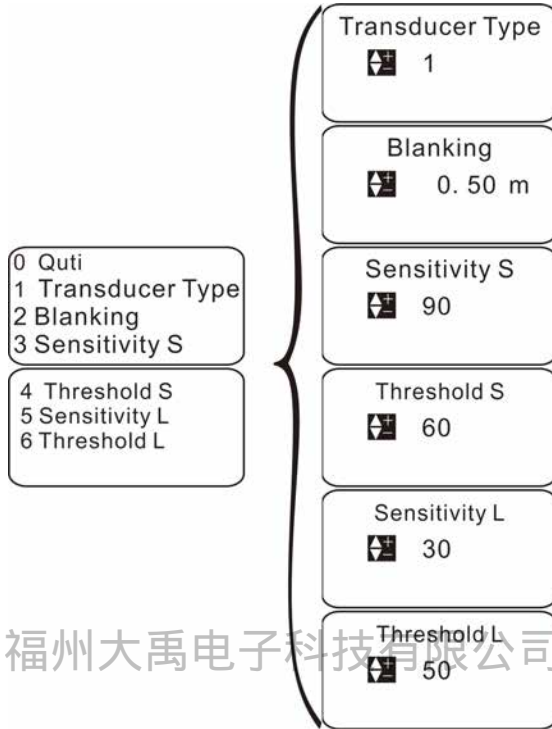 0 Quti
1 Transducer Type
2 Blanking
3 Sensitivity S
4 Threshold S
5 Sensitivity L
6 Threshold L
Transducer Type
1
Blanking
0. 50 m
Sensitivity S
90
Threshold S
60
Sensitivity L
30
Threshold L
50
福州大禹电子科技有限公司